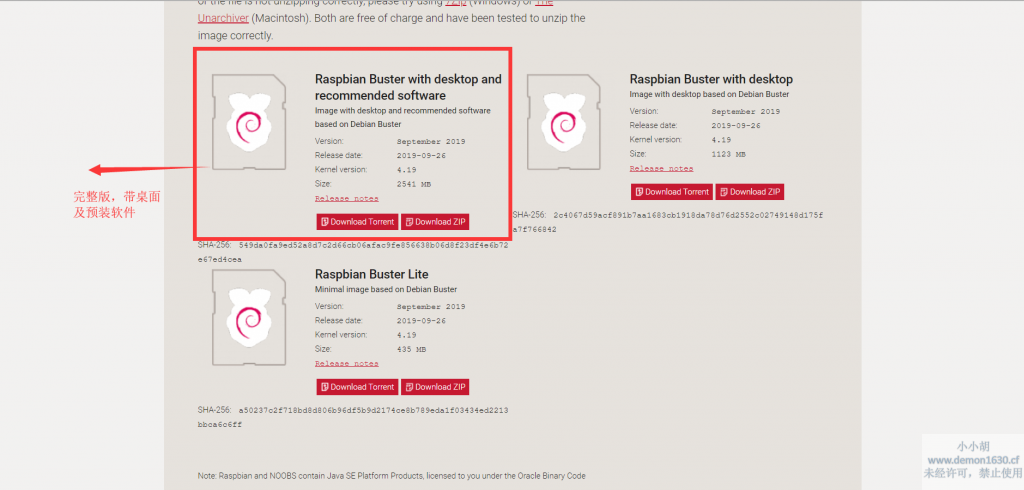 or the file is not unzipping correctly, please try using 7Zip (Windows) or The
Unarchiver (Macintosh). Both are free of charge and have been tested to unzip the
image correctly.
Raspbian Buster with desktop and
recommended software
Image with desktop and recommended software
based on Debian Buster
Version: September 2019
Release date: 2019-09-26
Kernel version: 4.19
Size: 2541 MB
Release notes
Download Torrent Download ZIP
SHA-256: 549da0fa9ed52a8d7c2d66cb06afac9fe856638b06d8f23df4e6b72
e67ed4cea
完整版，带桌面
及预装软件
Raspbian Buster with desktop
Image with desktop based on Debian Buster
Version: September 2019
Release date: 2019-09-26
Kernel version: 4.19
Size: 1123 MB
Release notes
Download Torrent Download ZIP
SHA-256: 2c4067d59acf891b7aa1683cb1918da78d76d2552c02749148d175f
a7f766842
Raspbian Buster Lite
Minimal image based on Debian Buster
Version: September 2019
Release date: 2019-09-26
Kernel version: 4.19
Size: 435 MB
Release notes
Download Torrent Download ZIP
SHA-256: a50237c2f718bd8d806b96df5b9d2174ce8b789eda1f03434ed2213
bbca6c6ff
Note: Raspbian and NOOBS contain Java SE Platform Products, licensed to you under the Oracle Binary Code
小小胡
www.demon1630.cf
未经许可，禁止使用